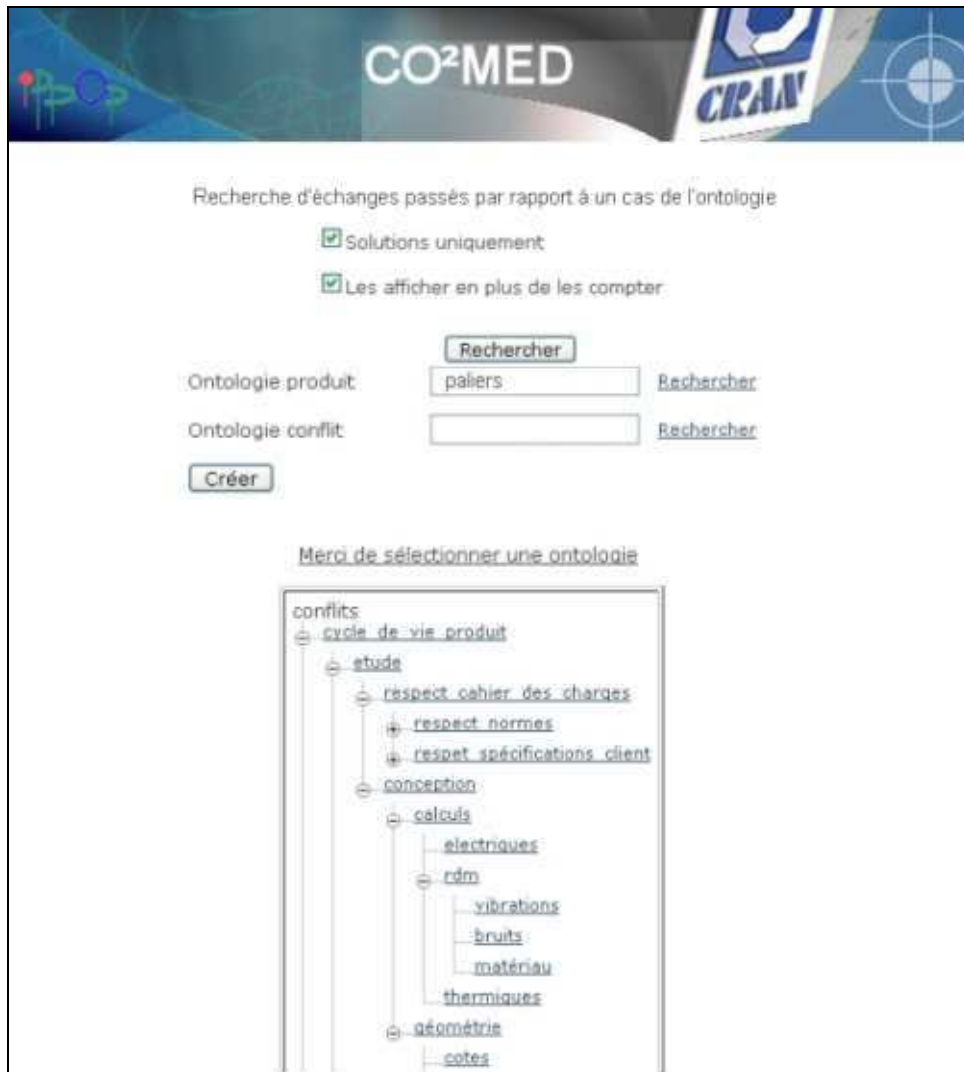 ippop
CO²MED
CRAN
Recherche d'échanges passés par rapport à un cas de l'ontologie
Solutions uniquement
Les afficher en plus de les compter
Rechercher
Ontologie produit paliers Rechercher
Ontologie conflit Rechercher
Créer
Merci de sélectionner une ontologie
conflits
cycle de vie produit
etude
respect cahier des charges
respect normes
respet spécifications client
conception
calculs
electriques
rdm
vibrations
bruits
matériau
thermiques
géométrie
cotes